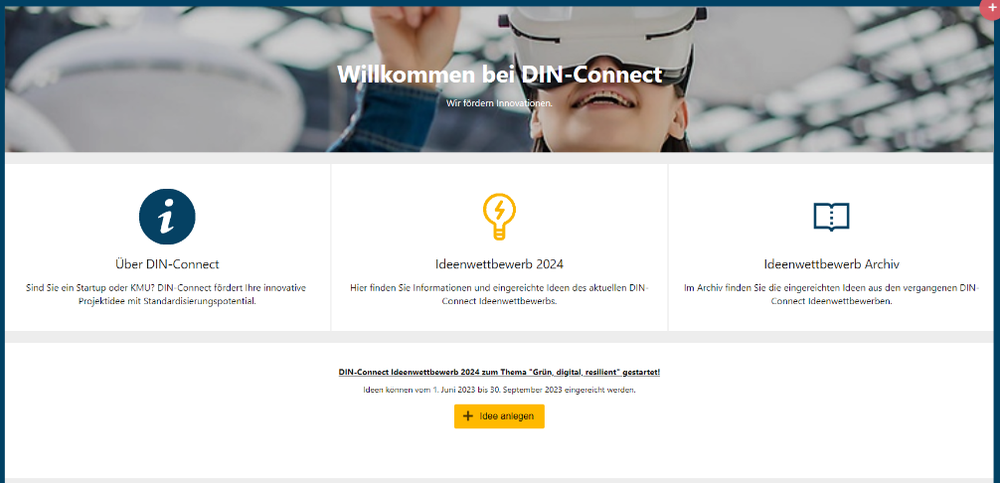 Willkommen bei DIN-Connect
Wir fördern Innovationen.
Über DIN-Connect
Sind Sie ein Startup oder KMU? DIN-Connect fördert Ihre innovative
Projektidee mit Standardisierungspotential.
Ideenwettbewerb 2024
Hier finden Sie Informationen und eingereichte Ideen des aktuellen DIN-
Connect Ideenwettbewerbs.
Ideenwettbewerb Archiv
Im Archiv finden Sie die eingereichten Ideen aus den vergangenen DIN-
Connect Ideenwettbewerben.
DIN-Connect Ideenwettbewerb 2024 zum Thema "Grün, digital, resilient" gestartet!
Ideen können vom 1. Juni 2023 bis 30. September 2023 eingereicht werden.
Idee anlegen